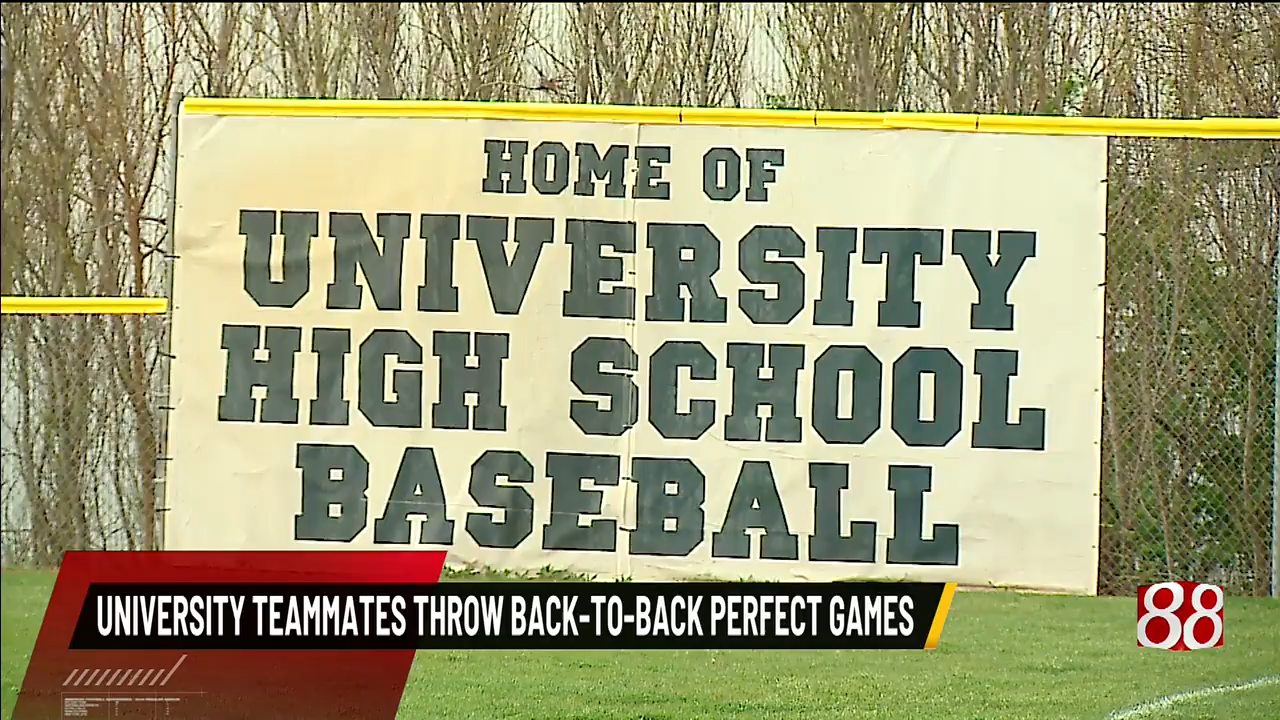 HOME OF
UNIVERSITY
HIGH SCHOOL
BASEBALL
UNIVERSITY TEAMMATES THROW BACK-TO-BACK PERFECT GAMES
88